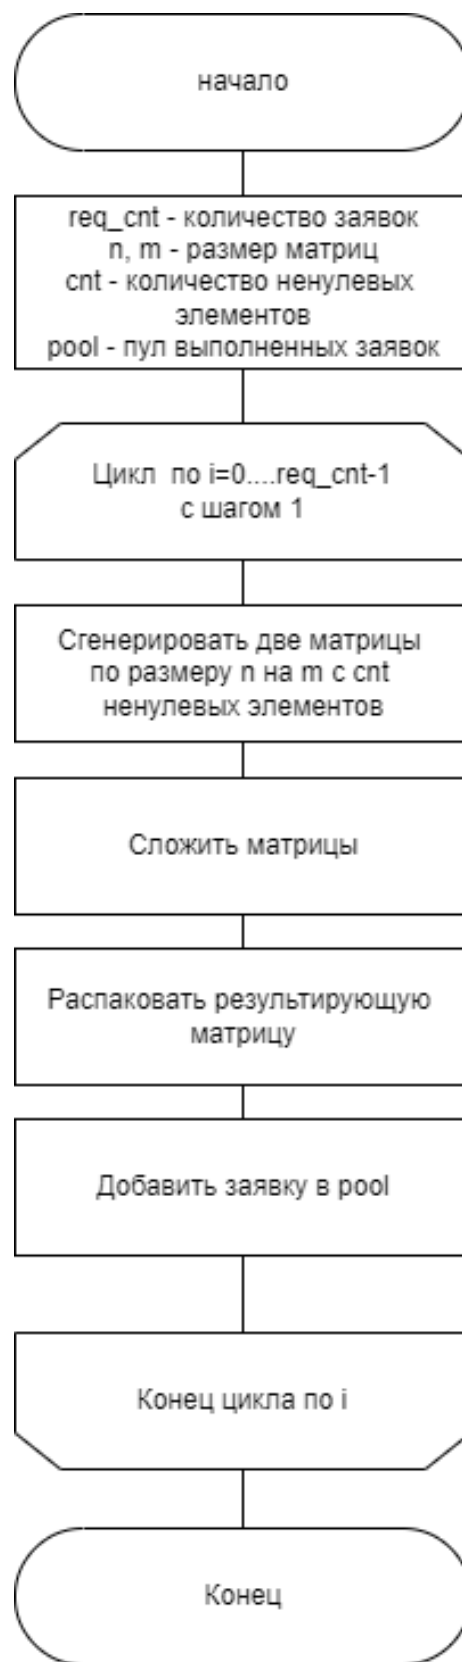 начало
req_cnt - количество заявок
n, m - размер матриц
cnt - количество ненулевых
элементов
pool - пул выполненных заявок
Цикл по i=0....req_cnt-1
с шагом 1
Сгенерировать две матрицы
по размеру n на m с cnt
ненулевых элементов
Сложить матрицы
Распаковать результирующую
матрицу
Добавить заявку в pool
Конец цикла по i
Конец